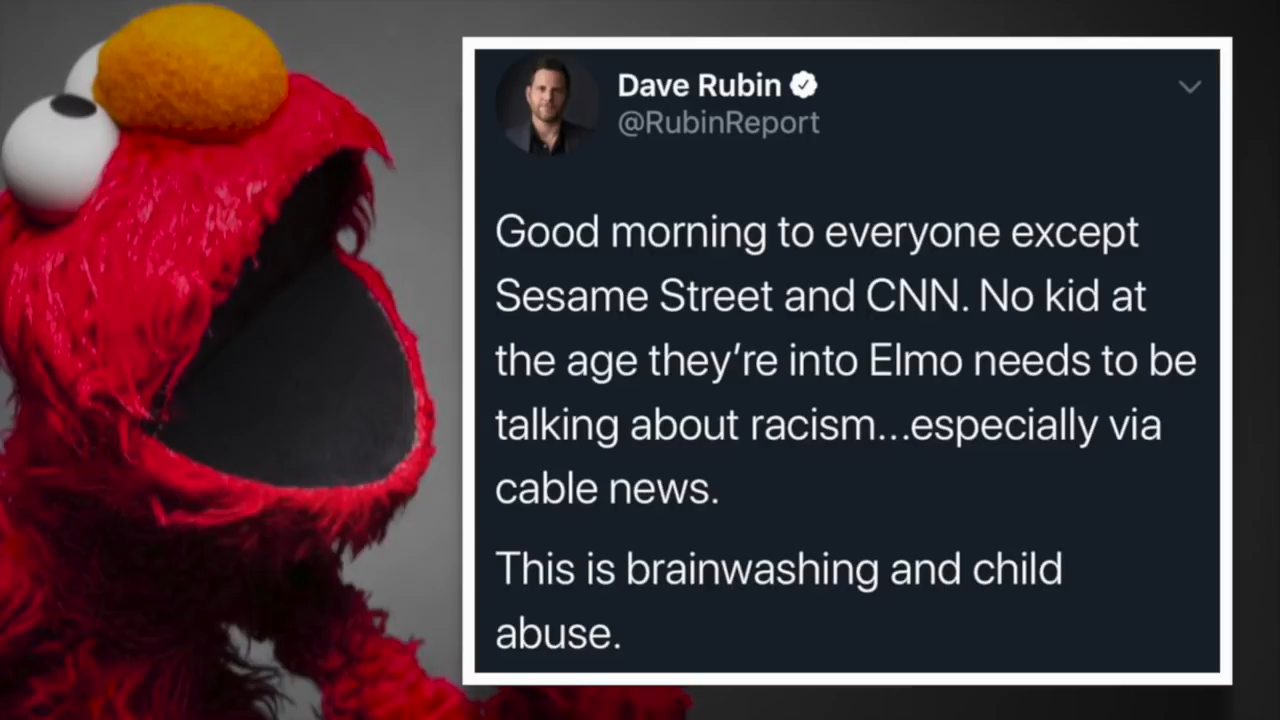 Dave Rubin
@RubinReport
Good morning to everyone except
Sesame Street and CNN. No kid at
the age they’re into Elmo needs to be
talking about racism...especially via
cable news.
This is brainwashing and child
abuse.